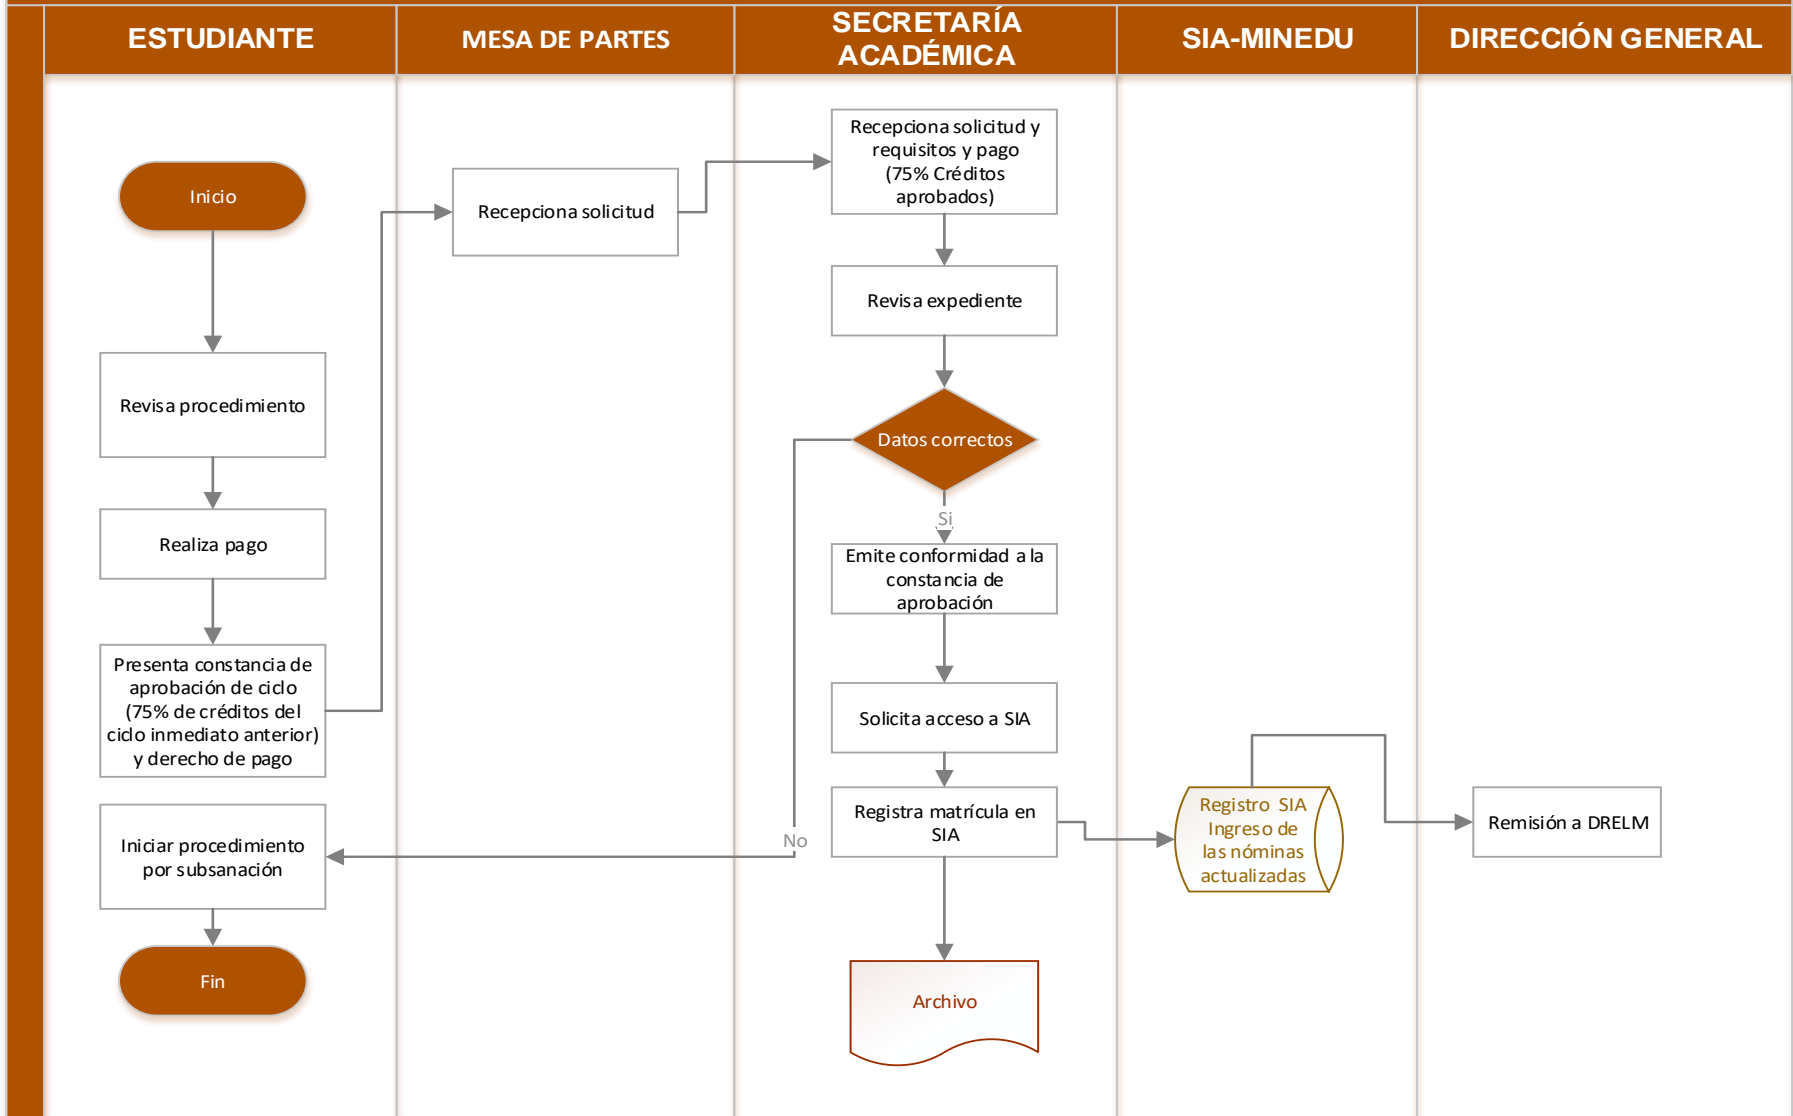 ESTUDIANTE
MESA DE PARTES
SECRETARÍA
ACADÉMICA
SIA-MINEDU
DIRECCIÓN GENERAL
Inicio
Revisa procedimiento
Realiza pago
Presenta constancia de
aprobación de ciclo
(75% de créditos del
ciclo inmediato anterior)
y derecho de pago
Iniciar procedimiento
por subsanación
Fin
Recepciona solicitud
Recepciona solicitud y
requisitos y pago
(75% Créditos
aprobados)
Revisa expediente
Datos correctos
Si
No
Emite conformidad a la
constancia de
aprobación
Solicita acceso a SIA
Registra matrícula en
SIA
Archivo
Registro SIA
Ingreso de
las nóminas
actualizadas
Remisión a DRELM